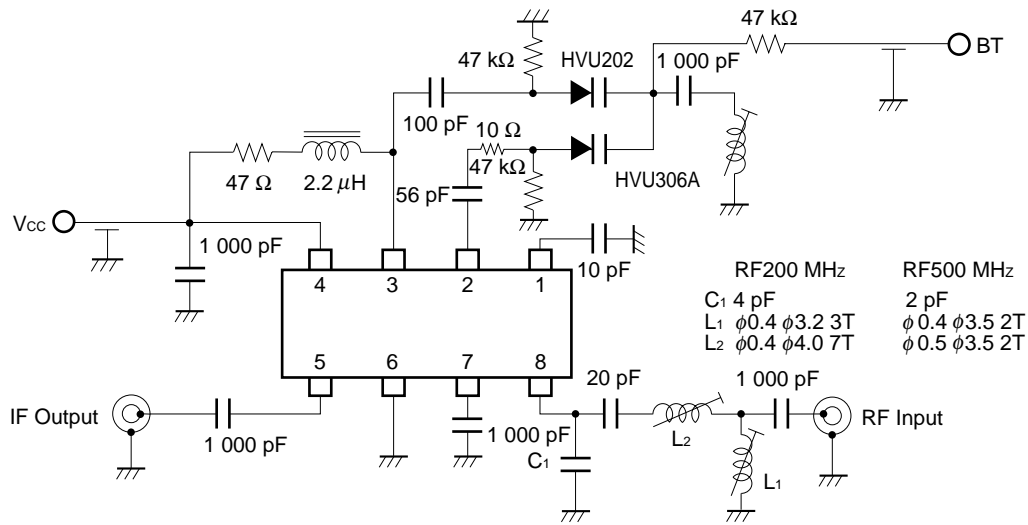 47 kΩ
47 kΩ
HVU202
1 000 pF
BT
100 pF
10 Ω
47 kΩ
HVU306A
47 Ω
2.2 μH
56 pF
VCC
1 000 pF
10 pF
4 3 2 1
5 6 7 8
RF200 MHz RF500 MHz
C1 4 pF 2 pF
L1 ϕ0.4 ϕ3.2 3T ϕ0.4 ϕ3.5 2T
L2 ϕ0.4 ϕ4.0 7T ϕ0.5 ϕ3.5 2T
20 pF
1 000 pF
IF Output
1 000 pF
1 000 pF
C1
L2
RF Input
L1